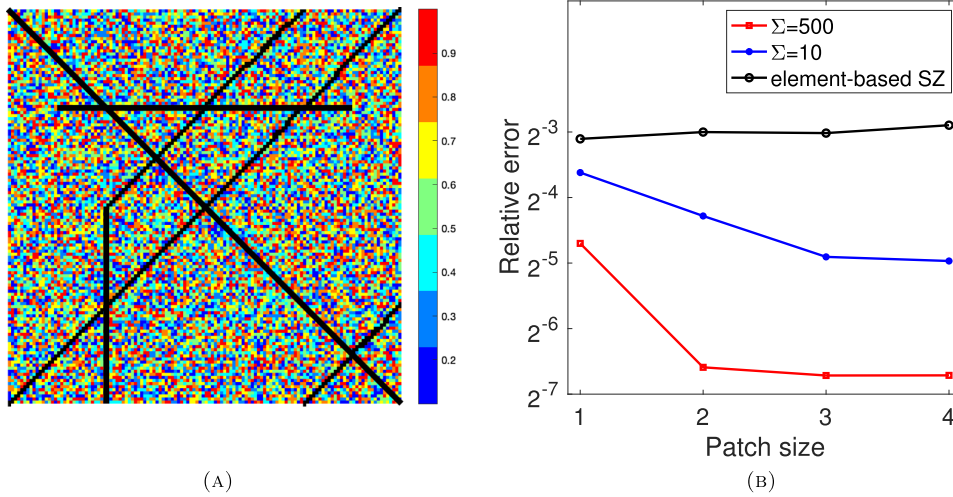 0.9
0.8
0.7
0.6
0.5
0.4
0.3
0.2
(A)
Σ=500
Σ=10
element-based SZ
Relative error
2^-3
2^-4
2^-5
2^-6
2^-7
1 2 3 4
Patch size
(B)